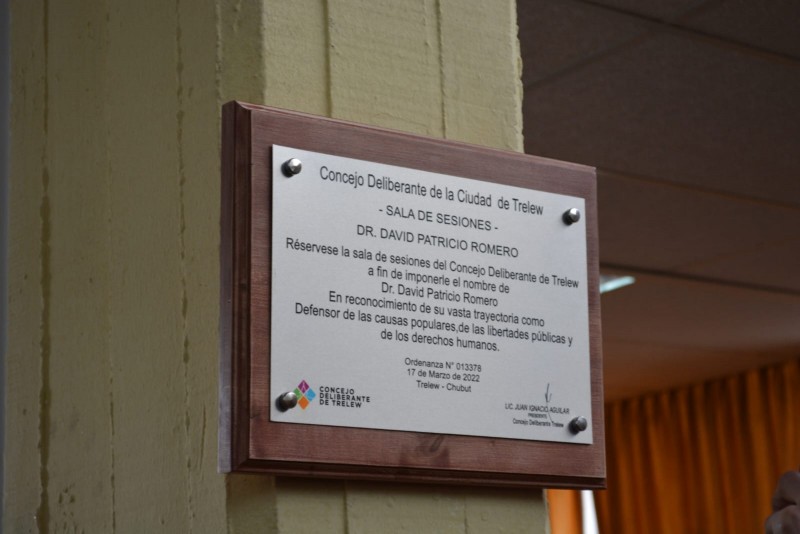 Concejo Deliberante de la Ciudad de Trelew
- SALA DE SESIONES -
DR. DAVID PATRICIO ROMERO
Résérvese la sala de sesiones del Concejo Deliberante de Trelew
a fin de imponerle el nombre de
Dr. David Patricio Romero
En reconocimiento de su vasta trayectoria como
Defensor de las causas populares,de las libertades públicas y
de los derechos humanos.
Ordenanza N° 013378
17 de Marzo de 2022
Trelew - Chubut
CONCEJO
DELIBERANTE
DE TRELEW
LIC. JUAN IGNACIO AGUILAR
PRESIDENTE
Concejo Deliberante Trelew